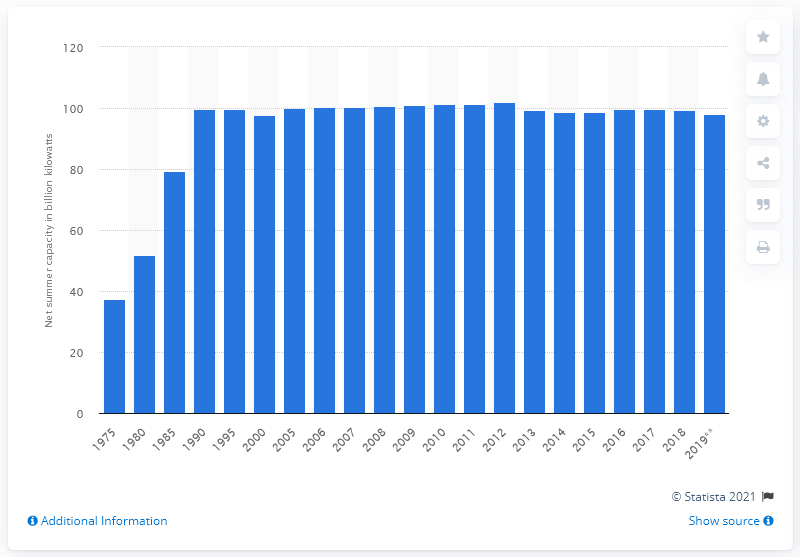 120
100
80
60
40
20
0
Net summer capacity in billion kilowatts
1975 1980 1985 1990 1995 2000 2005 2006 2007 2008 2009 2010 2011 2012 2013 2014 2015 2016 2017 2018 2019**
© Statista 2021
Additional Information
Show source